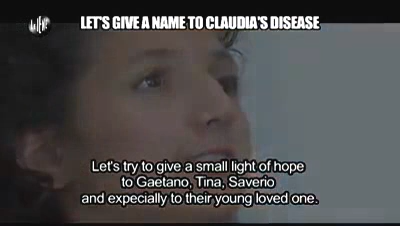 LET'S GIVE A NAME TO CLAUDIA'S DISEASE
Let's try to give a small light of hope
to Gaetano, Tina, Saverio
and expecially to their young loved one.